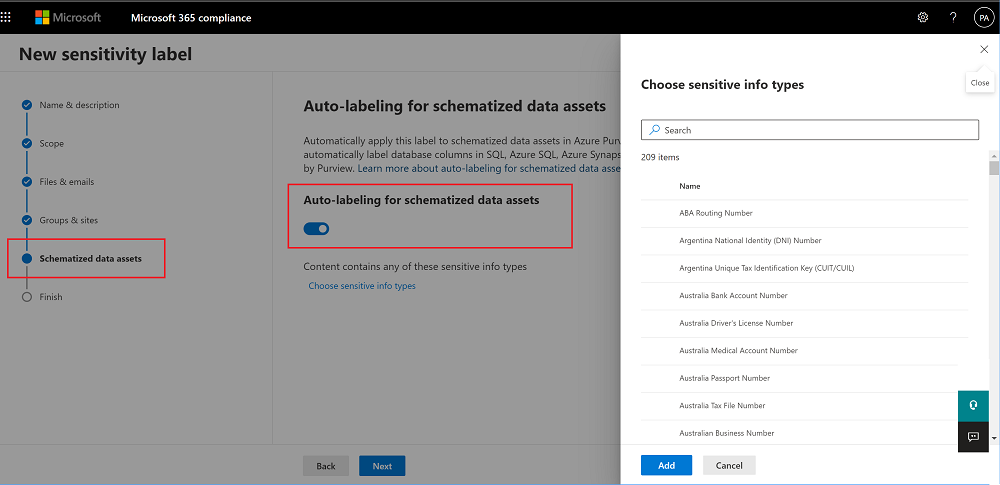 Microsoft
Microsoft 365 compliance
?
PA
New sensitivity label
Name & description
Scope
Files & emails
Groups & sites
Schematized data assets
Finish
Auto-labeling for schematized data assets
Automatically apply this label to schematized data assets in Azure Purv
automatically label database columns in SQL, Azure SQL, Azure Synaps
by Purview. Learn more about auto-labeling for schematized data asse
Auto-labeling for schematized data assets
Content contains any of these sensitive info types
Choose sensitive info types
Back
Next
Close
Choose sensitive info types
Search
209 items
Name
ABA Routing Number
Argentina National Identity (DNI) Number
Argentina Unique Tax Identification Key (CUIT/CUIL)
Australia Bank Account Number
Australia Driver's License Number
Australia Medical Account Number
Australia Passport Number
Australia Tax File Number
Australian Business Number
Add
Cancel